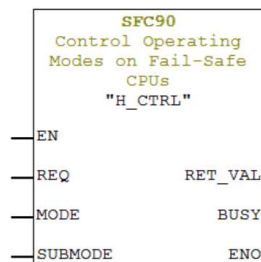 SFC90
Control Operating
Modes on Fail-Safe
CPUs
"H_CTRL"
EN
REQ RET_VAL
MODE BUSY
SUBMODE ENO